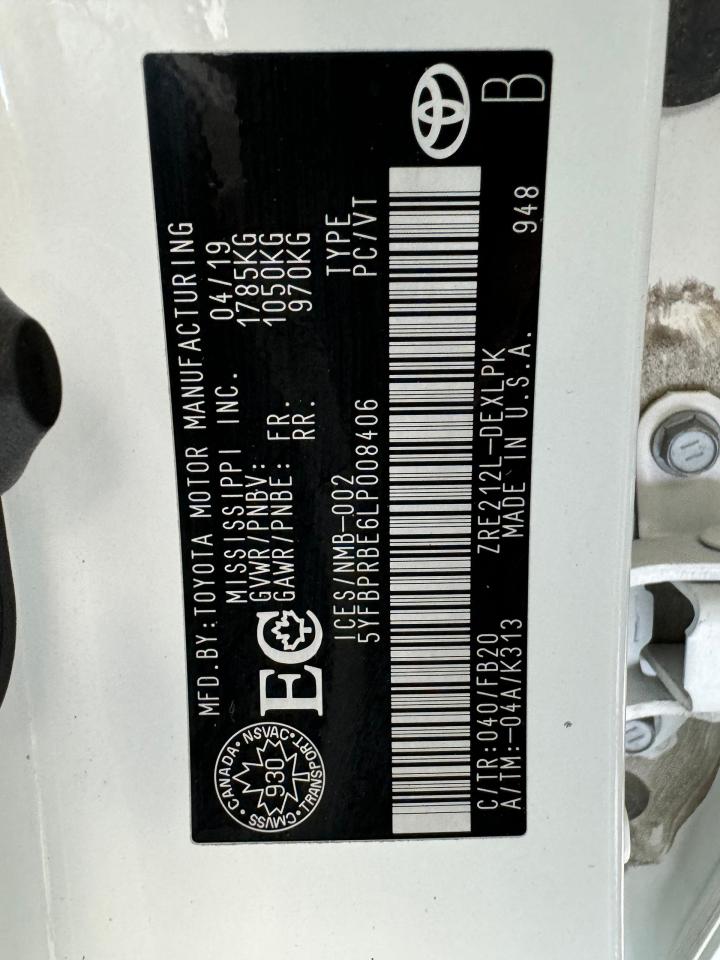 MFD.BY:TOYOTA MOTOR MANUFACTURING
MISSISSIPPI INC. 04/19
GVWR/PNBV: 1785KG
GAWR/PNBE: FR. 1050KG
RR. 970KG
CANADA • NSVAC • TRANSPORT • CMVSS •
930
EC
ICES/NMB-002 TYPE
5YFBPRBE6LP008406 PC/VT
C/TR:040/FB20 ZRE212L-DEXLPK 948
A/TM:-04A/K313 MADE IN U.S.A.
B